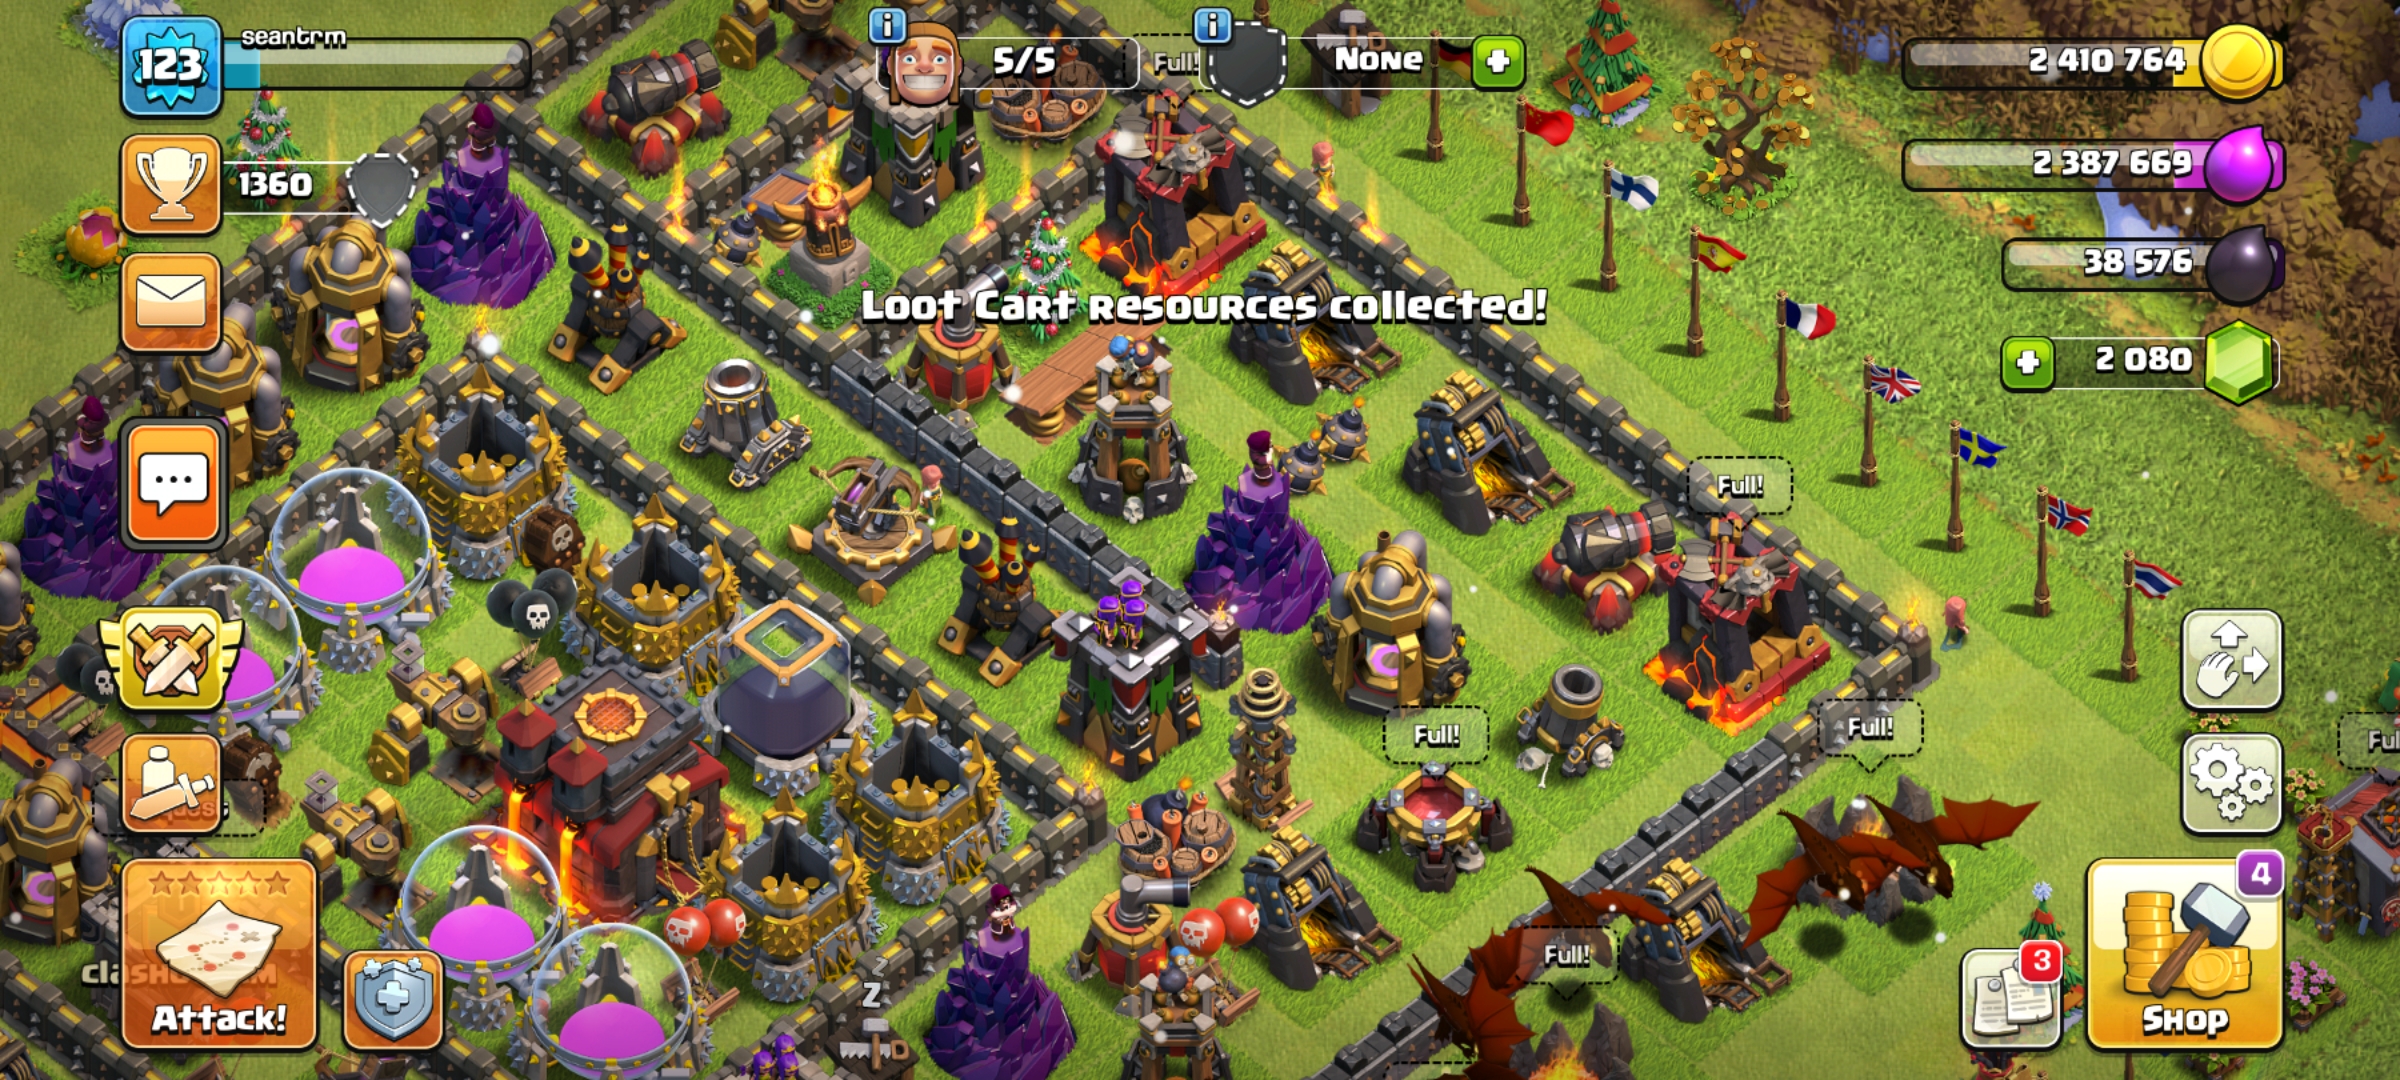 123
seantrm
5/5
Full!
None
2 410 764
1360
2 387 669
38 576
Loot Cart resources collected!
2 080
Full!
Full!
Full!
Full!
4
3
Attack!
Shop
z
z